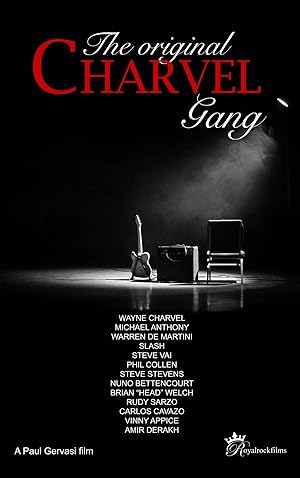 The original
CHARVEL
Gang
WAYNE CHARVEL
MICHAEL ANTHONY
WARREN DE MARTINI
SLASH
STEVE VAI
PHIL COLLEN
STEVE STEVENS
NUNO BETTENCOURT
BRIAN "HEAD" WELCH
RUDY SARZO
CARLOS CAVAZO
VINNY APPICE
AMIR DERAKH
A Paul Gervasi film
Royalrockfilms